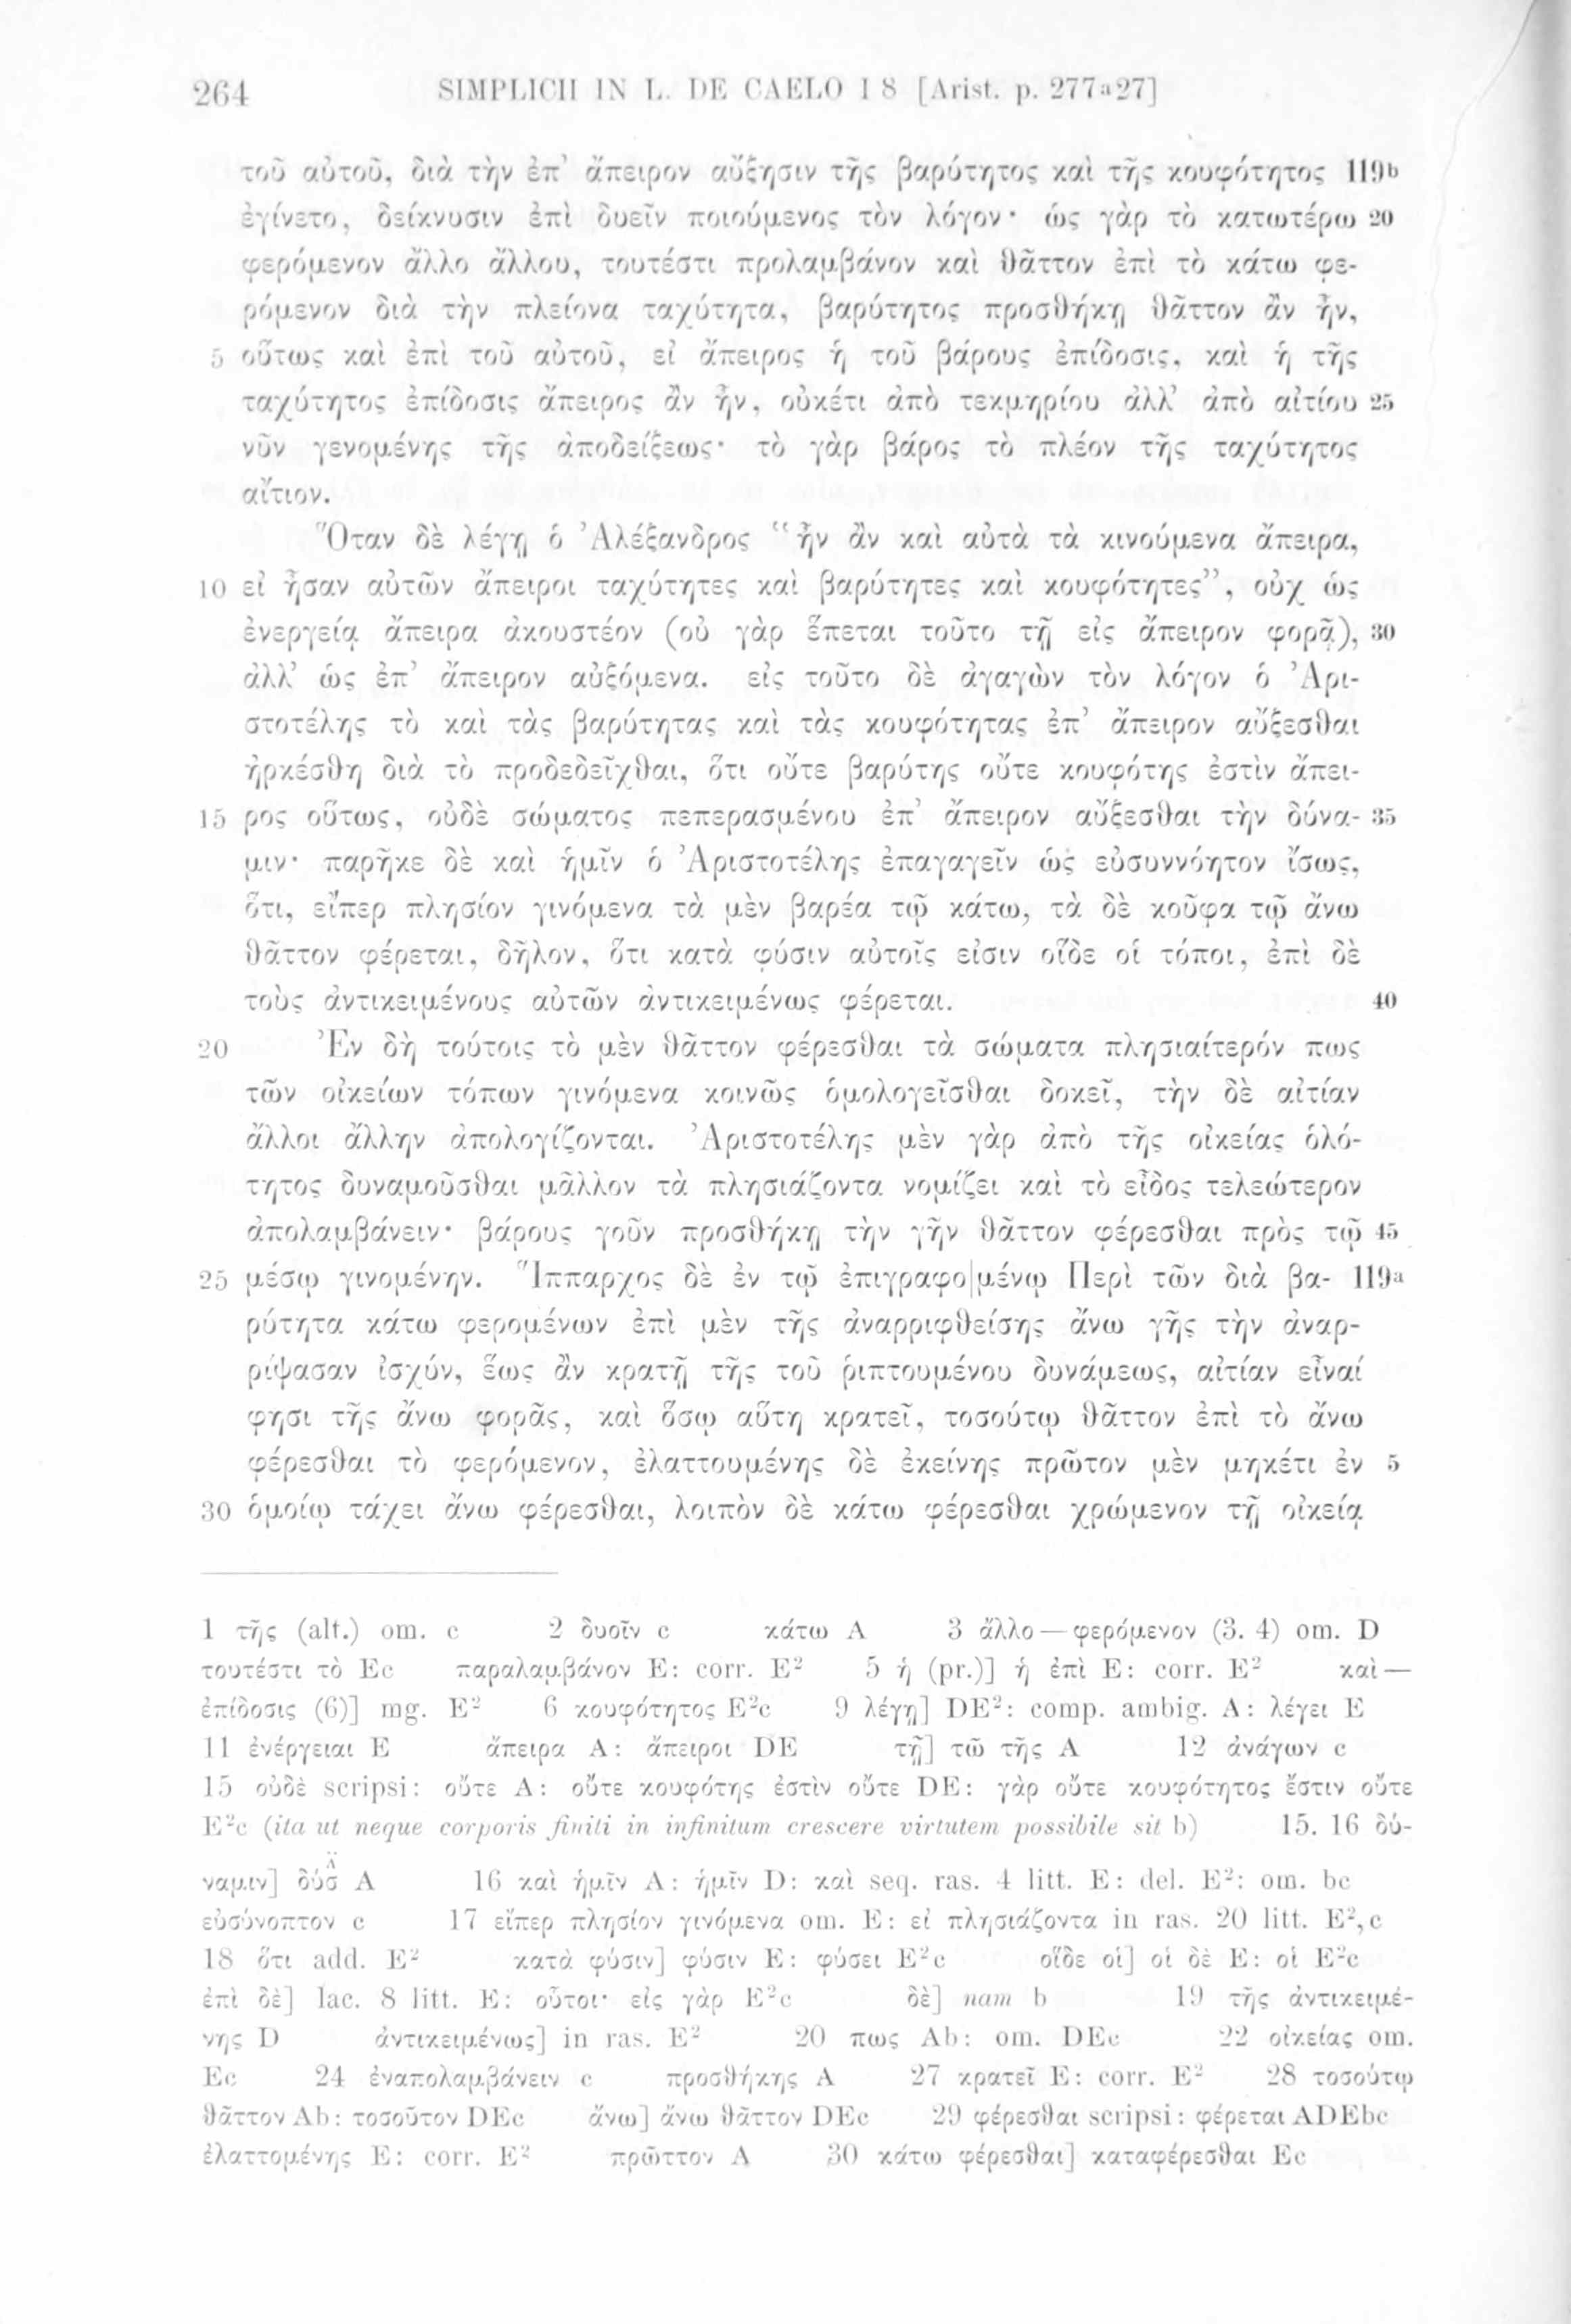 264 SIMPLICII IN L. DE CAELO I 8 [Arist. p. 277a27]
τοῦ αὐτοῦ, διὰ τὴν ἐπ’ ἄπειρον αὔξησιν τῆς βαρύτητος καὶ τῆς κουφότητος 119b
ἐγίνετο, δείκνυσιν ἐπὶ δυεῖν ποιούμενος τὸν λόγον· ὡς γὰρ τὸ κατωτέρω 20
φερόμενον ἄλλο ἄλλου, τουτέστι προλαμβάνον καὶ θᾶττον ἐπὶ τὸ κάτω φε-
ρόμενον διὰ τὴν πλείονα ταχύτητα, βαρύτητος προσθήκῃ θᾶττον ἂν ἦν,
5 οὕτως καὶ ἐπὶ τοῦ αὐτοῦ, εἰ ἄπειρος ἡ τοῦ βάρους ἐπίδοσις, καὶ ἡ τῆς
ταχύτητος ἐπίδοσις ἄπειρος ἂν ἦν, οὐκέτι ἀπὸ τεκμηρίου ἀλλ’ ἀπὸ αἰτίου 25
νῦν γενομένης τῆς ἀποδείξεως· τὸ γὰρ βάρος τὸ πλέον τῆς ταχύτητος
αἴτιον.
Ὅταν δὲ λέγῃ ὁ Ἀλέξανδρος “ἦν ἂν καὶ αὐτὰ τὰ κινούμενα ἄπειρα,
10 εἰ ἦσαν αὐτῶν ἄπειροι ταχύτητες καὶ βαρύτητες καὶ κουφότητες”, οὐχ ὡς
ἐνεργείᾳ ἄπειρα ἀκουστέον (οὐ γὰρ ἕπεται τοῦτο τῇ εἰς ἄπειρον φορᾷ), 30
ἀλλ’ ὡς ἐπ’ ἄπειρον αὐξόμενα. εἰς τοῦτο δὲ ἀγαγὼν τὸν λόγον ὁ Ἀρι-
στοτέλης τὸ καὶ τὰς βαρύτητας καὶ τὰς κουφότητας ἐπ’ ἄπειρον αὔξεσθαι
ἠρκέσθη διὰ τὸ προδεδεῖχθαι, ὅτι οὔτε βαρύτης οὔτε κουφότης ἐστὶν ἄπει-
15 ρος οὕτως, οὐδὲ σώματος πεπερασμένου ἐπ’ ἄπειρον αὔξεσθαι τὴν δύνα- 35
μιν· παρῆκε δὲ καὶ ἡμῖν ὁ Ἀριστοτέλης ἐπαγαγεῖν ὡς εὐσυννόητον ἴσως,
ὅτι, εἴπερ πλησίον γινόμενα τὰ μὲν βαρέα τῷ κάτω, τὰ δὲ κοῦφα τῷ ἄνω
θᾶττον φέρεται, δῆλον, ὅτι κατὰ φύσιν αὐτοῖς εἰσιν οἵδε οἱ τόποι, ἐπὶ δὲ
τοὺς ἀντικειμένους αὐτῶν ἀντικειμένως φέρεται. 40
20 Ἐν δὴ τούτοις τὸ μὲν θᾶττον φέρεσθαι τὰ σώματα πλησιαίτερόν πως
τῶν οἰκείων τόπων γινόμενα κοινῶς ὁμολογεῖσθαι δοκεῖ, τὴν δὲ αἰτίαν
ἄλλοι ἄλλην ἀπολογίζονται. Ἀριστοτέλης μὲν γὰρ ἀπὸ τῆς οἰκείας ὁλό-
τητος δυναμοῦσθαι μᾶλλον τὰ πλησιάζοντα νομίζει καὶ τὸ εἶδος τελεώτερον
ἀπολαμβάνειν· βάρους γοῦν προσθήκῃ τὴν γῆν θᾶττον φέρεσθαι πρὸς τῷ 45
25 μέσῳ γινομένην. Ἵππαρχος δὲ ἐν τῷ ἐπιγραφο|μένῳ Περὶ τῶν διὰ βα- 119a
ρύτητα κάτω φερομένων ἐπὶ μὲν τῆς ἀναρριφθείσης ἄνω γῆς τὴν ἀναρ-
ρίψασαν ἰσχύν, ἕως ἂν κρατῇ τῆς τοῦ ῥιπτουμένου δυνάμεως, αἰτίαν εἶναί
φησι τῆς ἄνω φορᾶς, καὶ ὅσῳ αὕτη κρατεῖ, τοσούτῳ θᾶττον ἐπὶ τὸ ἄνω
φέρεσθαι τὸ φερόμενον, ἐλαττουμένης δὲ ἐκείνης πρῶτον μὲν μηκέτι ἐν 5
30 ὁμοίῳ τάχει ἄνω φέρεσθαι, λοιπὸν δὲ κάτω φέρεσθαι χρώμενον τῇ οἰκείᾳ
1 τῆς (alt.) om. c 2 δυοῖν c κάτω A 3 ἄλλο — φερόμενον (3. 4) om. D
τουτέστι τὸ Ec παραλαμβάνον E: corr. E² 5 ἡ (pr.)] ἡ ἐπὶ E: corr. E² καὶ —
ἐπίδοσις (6)] mg. E² 6 κουφότητος E²c 9 λέγῃ] DE²: comp. ambig. A: λέγει E
11 ἐνέργειαι E ἄπειρα A: ἄπειροι DE τῇ] τῶ τῆς A 12 ἀνάγων c
15 οὐδὲ scripsi: οὔτε A: οὔτε κουφότης ἐστὶν οὔτε DE: γὰρ οὔτε κουφότητος ἔστιν οὔτε
E²c (ita ut neque corporis finiti in infinitum crescere virtutem possibile sit b) 15. 16 δύ-
ναμιν] A 16 καὶ ἡμῖν A: ἡμῖν D: καὶ seq. ras. 4 litt. E: del. E²: om. bc
εὐσύνοπτον c 17 εἴπερ πλησίον γινόμενα om. E: εἰ πλησιάζοντα in ras. 20 litt. E²,c
18 ὅτι add. E² κατὰ φύσιν] φύσιν E: φύσει E²c οἵδε οἱ] οἱ δὲ E: οἱ E²c
ἐπὶ δὲ] lac. 8 litt. E: οὗτοι· εἰς γὰρ E²c δὲ] nam b 19 τῆς ἀντικειμέ-
νης D ἀντικειμένως] in ras. E² 20 πως Ab: om. DEc 22 οἰκείας om.
Ec 24 ἐναπολαμβάνειν c προσθήκης A 27 κρατεῖ E: corr. E² 28 τοσούτῳ
θᾶττον Ab: τοσοῦτον DEc ἄνω] ἄνω θᾶττον DEc 29 φέρεσθαι scripsi: φέρεται ADEbc
ἐλαττομένης E: corr. E² πρῶττον A 30 κάτω φέρεσθαι] καταφέρεσθαι Ec